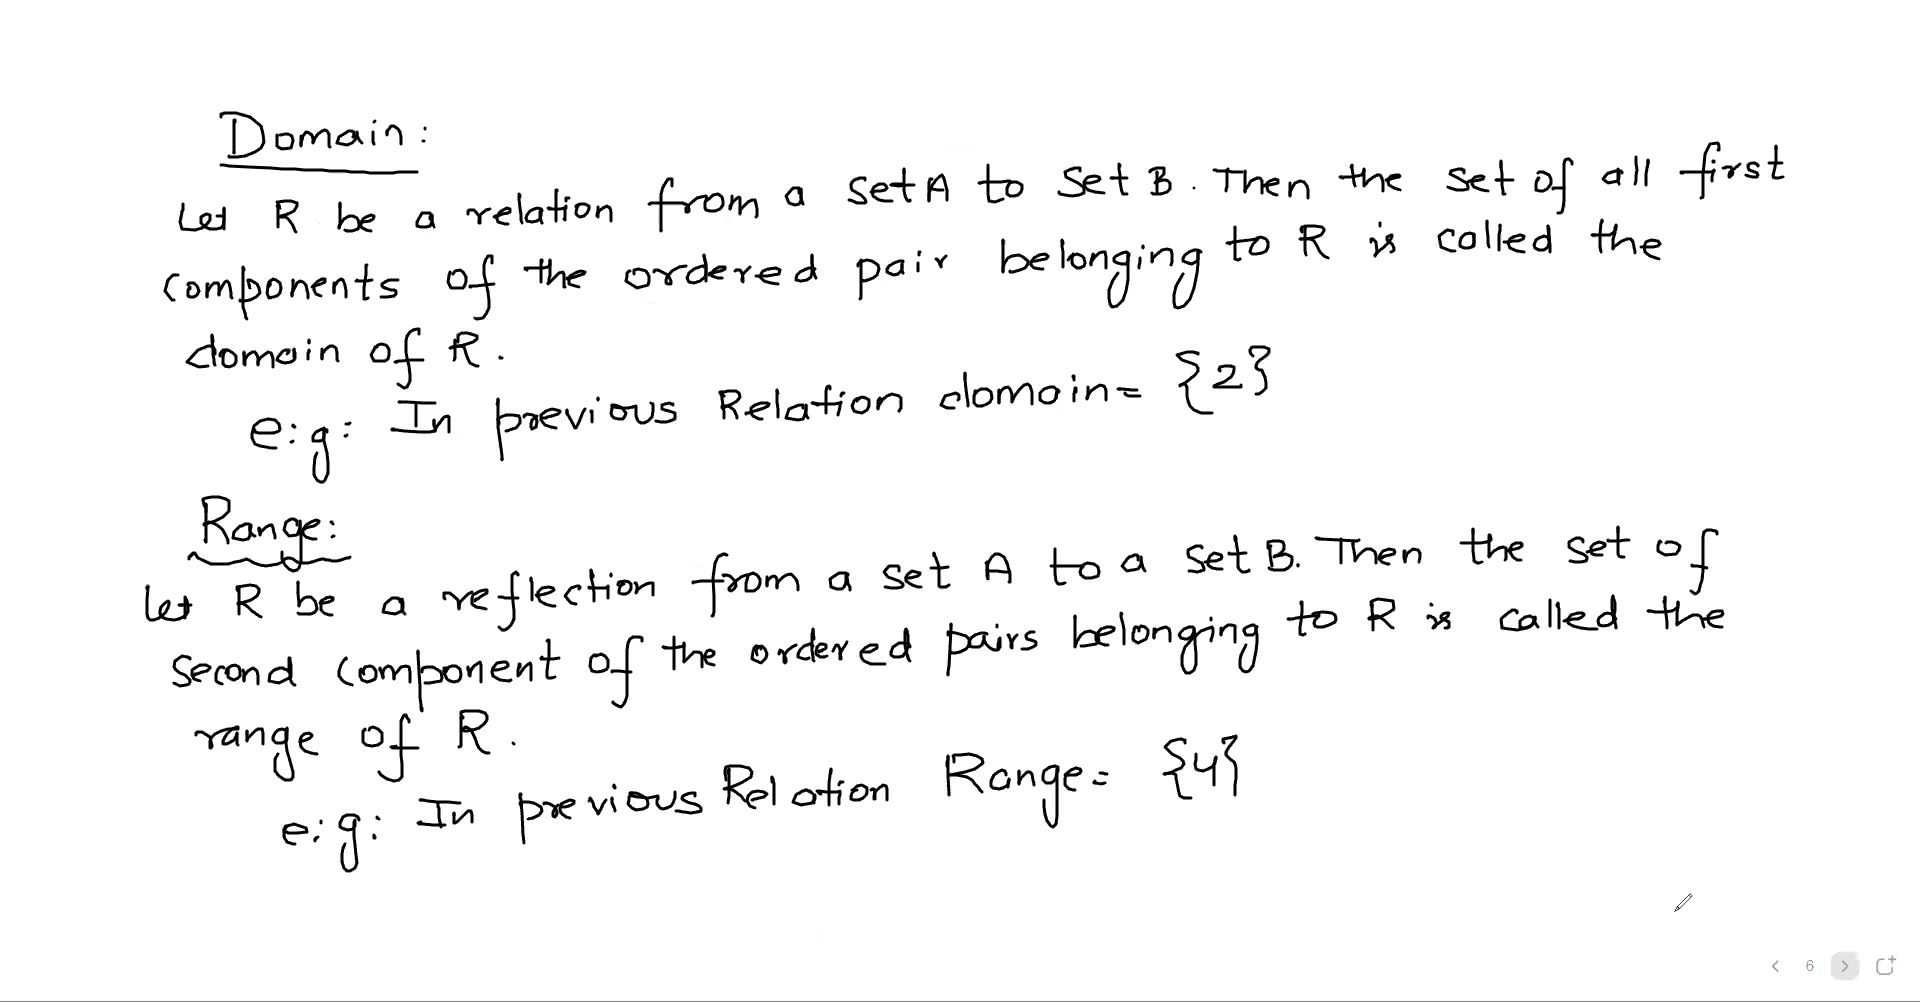 Domain:
Let R be a relation from a set A to set B. Then the set of all first
components of the ordered pair belonging to R is called the
domain of R.
e:g: In previous Relation domain= {2}
Range:
let R be a reflection from a set A to a set B. Then the set of
second component of the ordered pairs belonging to R is called the
range of R.
e:g: In previous Relation Range= {4}
6